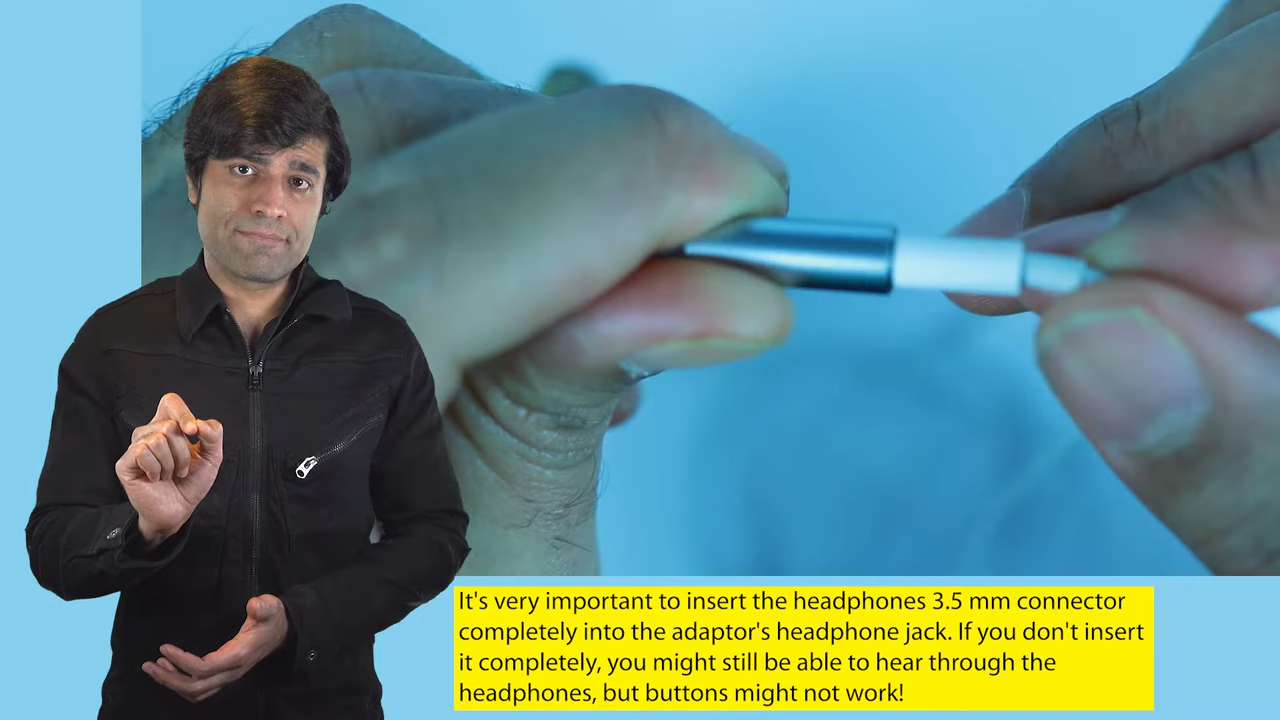 It's very important to insert the headphones 3.5 mm connector
completely into the adaptor's headphone jack. If you don't insert
it completely, you might still be able to hear through the
headphones, but buttons might not work!